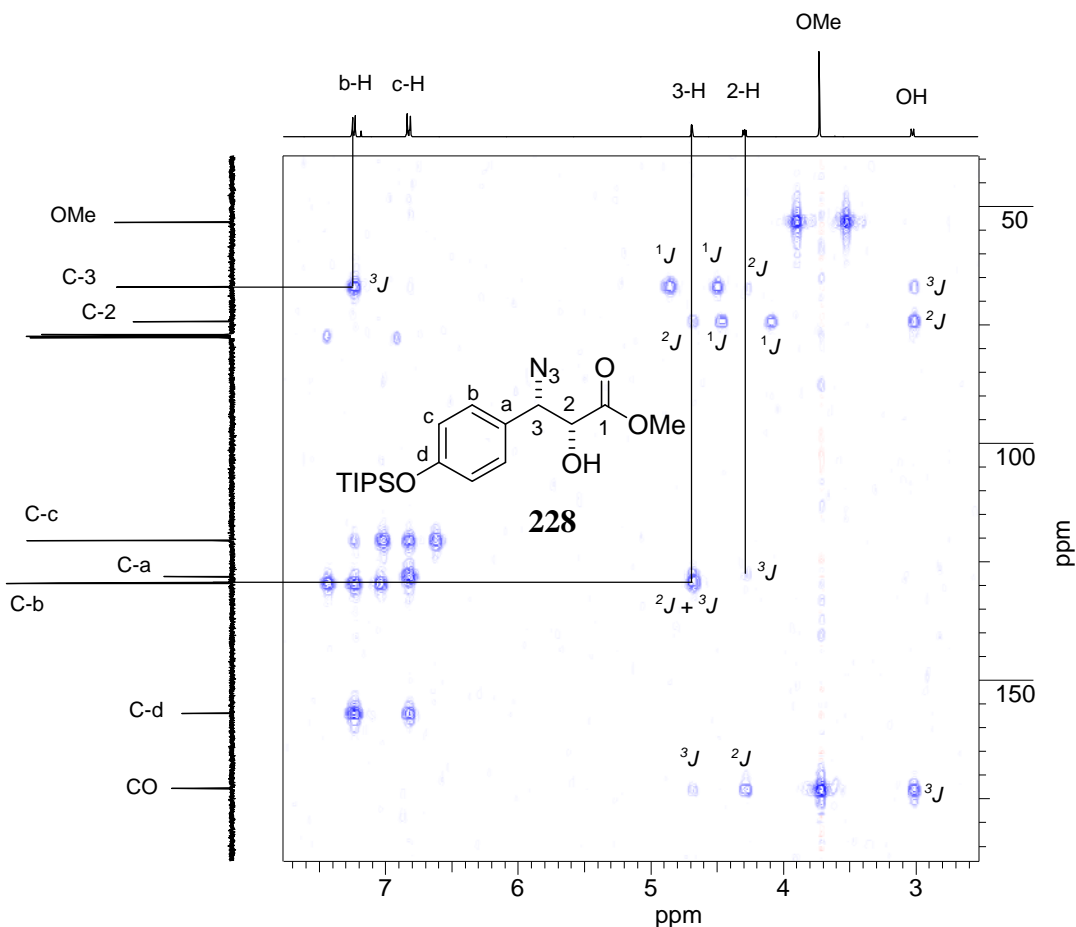 OMe
b-H c-H 3-H 2-H OH
OMe
C-3
C-2
C-c
C-a
C-b
C-d
CO
³J
¹J ¹J ²J ³J
²J ¹J ¹J ²J
N₃ O
b a 2
c 3 1 OMe
d OH
TIPSO
228
³J
²J + ³J
³J ²J ³J
50
100
150
ppm
7 6 5 4 3
ppm